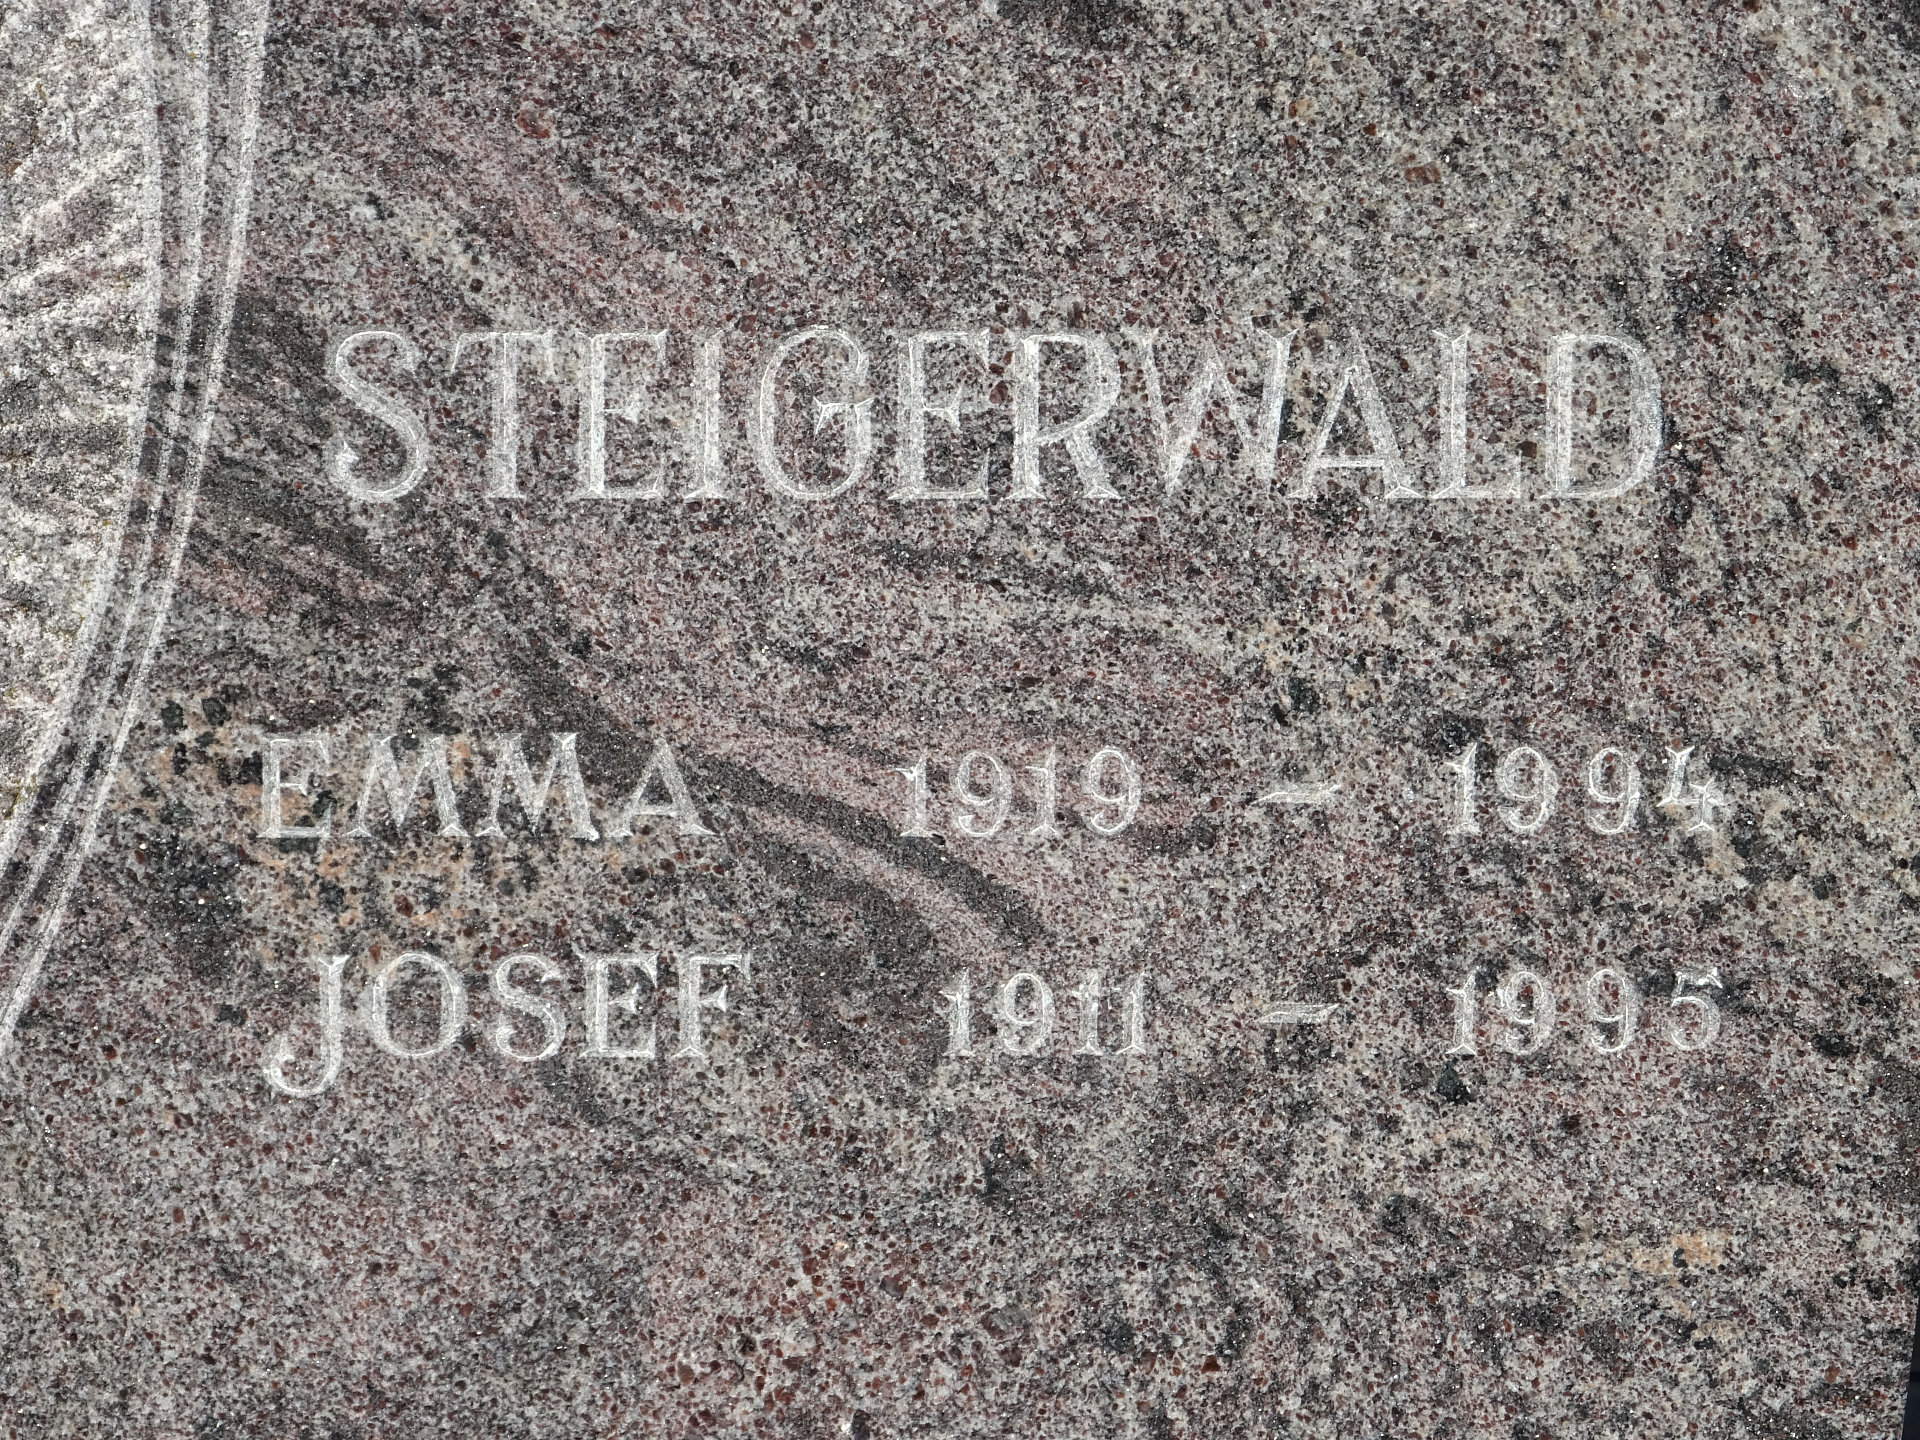 STEIGERWALD
EMMA 1919 – 1994
JOSEF 1911 – 1995